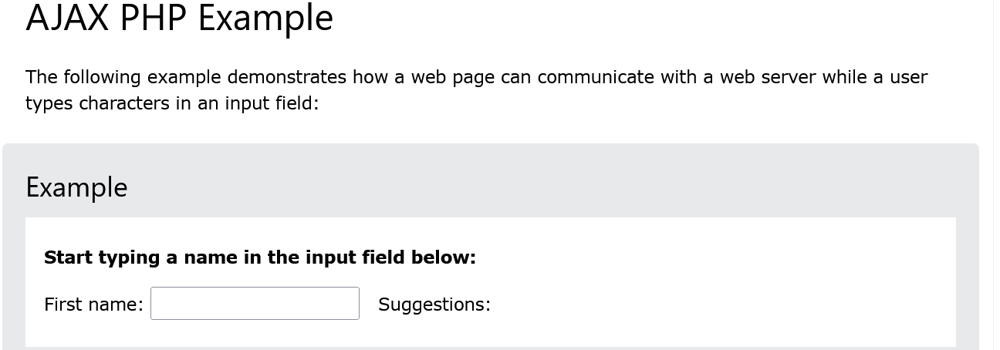 AJAX PHP Example
The following example demonstrates how a web page can communicate with a web server while a user
types characters in an input field:
Example
Start typing a name in the input field below:
First name: Suggestions: